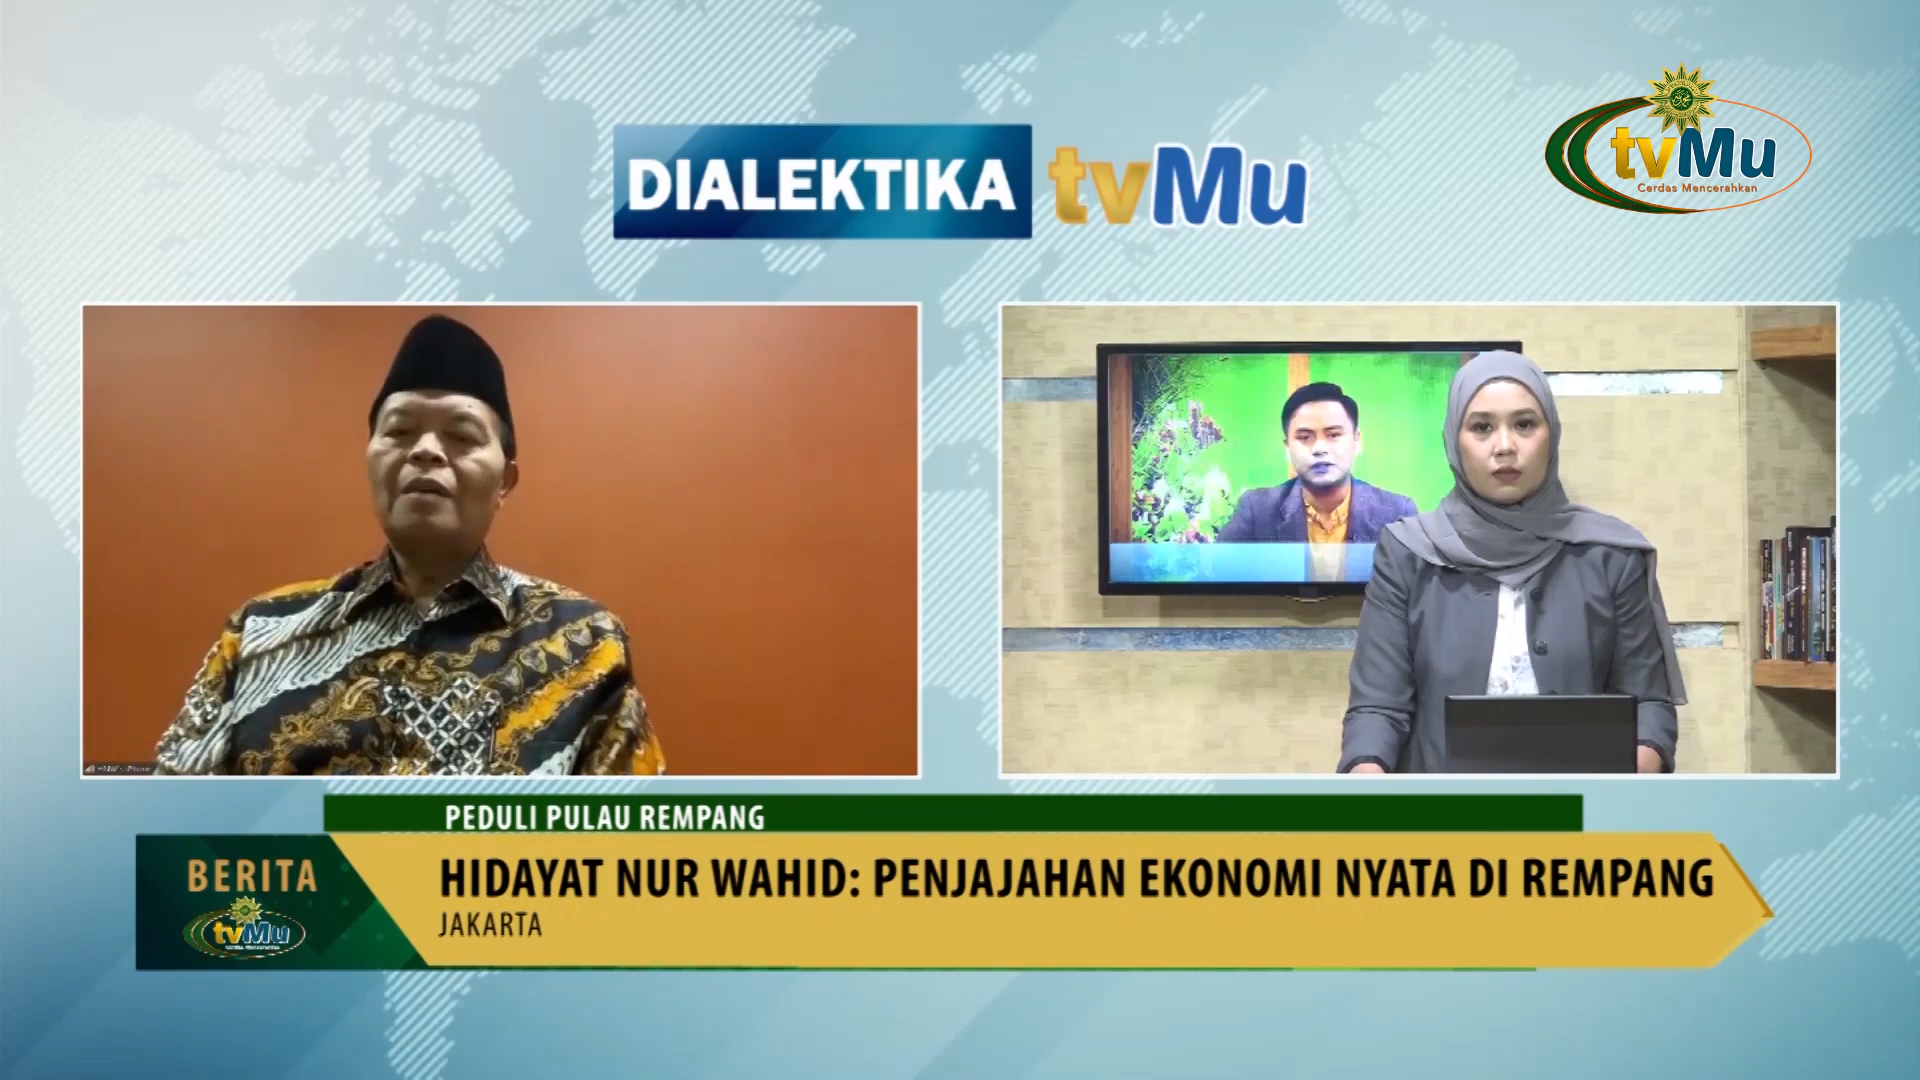 DIALEKTIKA tvMu
tvMu
Cerdas Mencerahkan
PEDULI PULAU REMPANG
BERITA
tvMu
HIDAYAT NUR WAHID: PENJAJAHAN EKONOMI NYATA DI REMPANG
JAKARTA